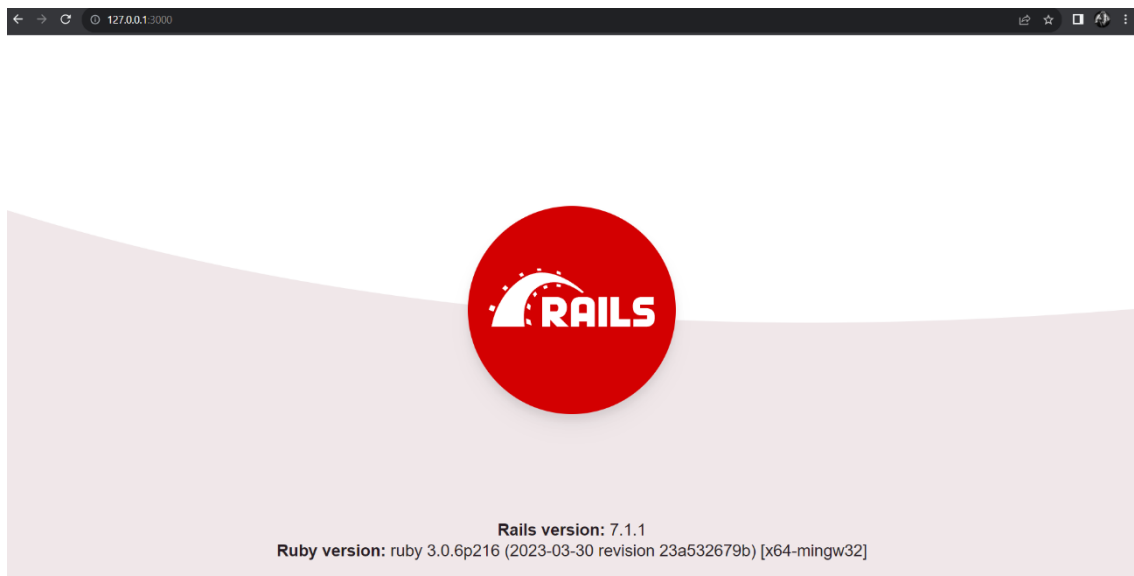 127.0.0.1:3000
RAILS
Rails version: 7.1.1
Ruby version: ruby 3.0.6p216 (2023-03-30 revision 23a532679b) [x64-mingw32]